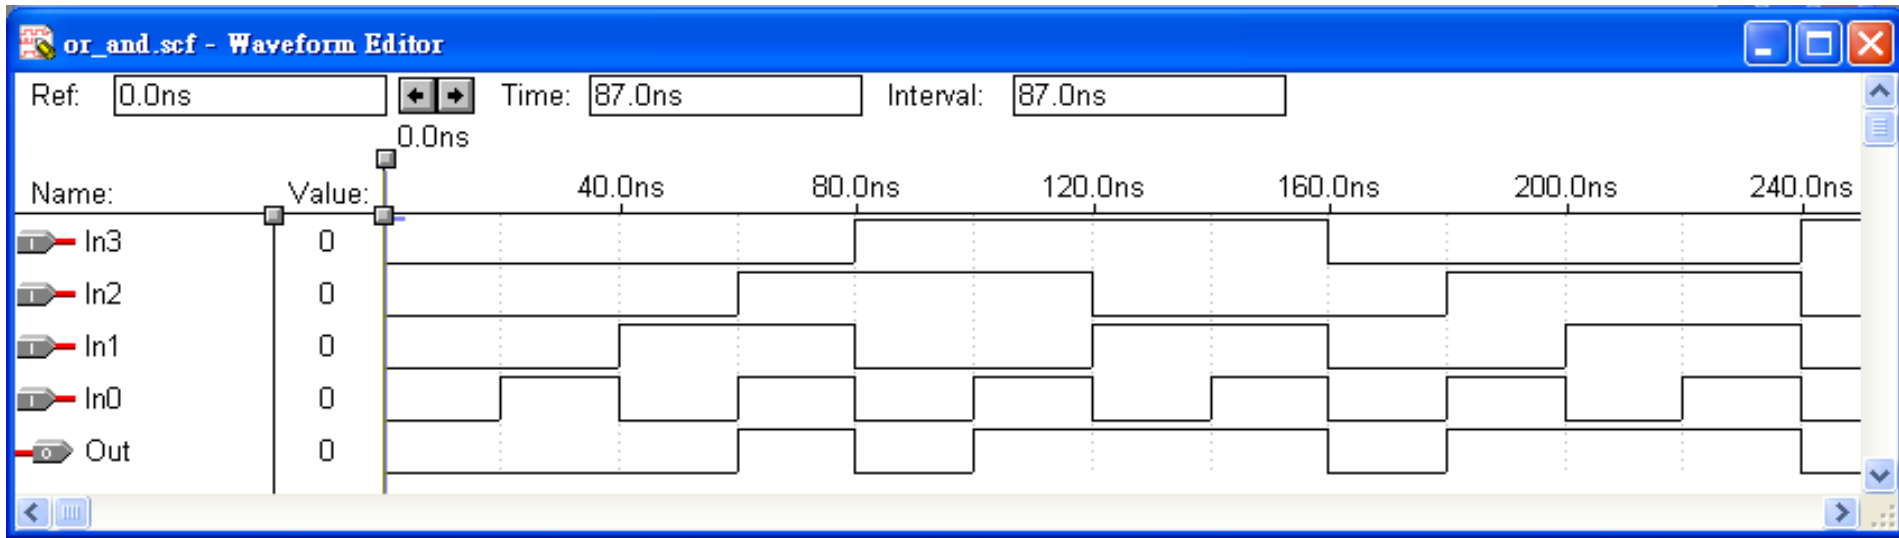 or_and.scf - Waveform Editor
Ref: 0.0ns Time: 87.0ns Interval: 87.0ns
0.0ns
Name: Value: 40.0ns 80.0ns 120.0ns 160.0ns 200.0ns 240.0ns
I In3 0
I In2 0
I In1 0
I In0 0
O Out 0